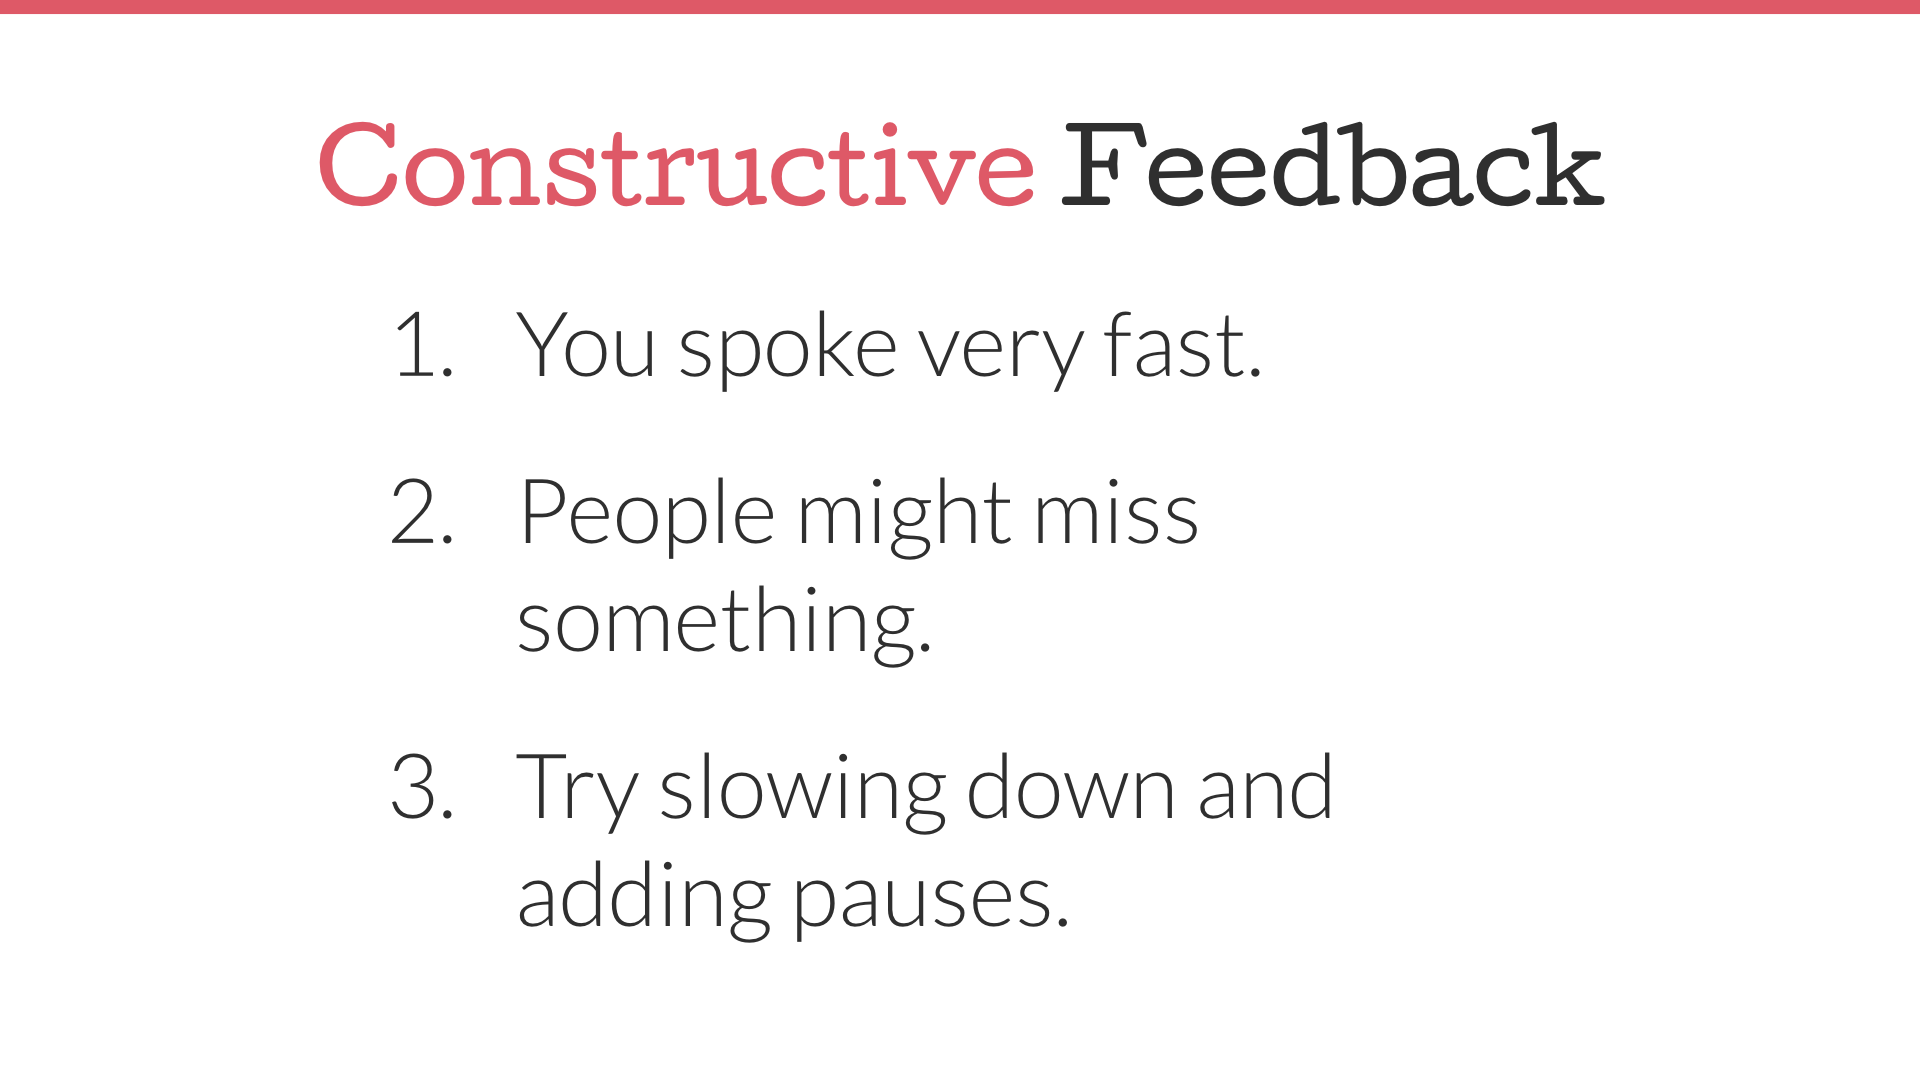 Constructive Feedback
1. You spoke very fast.
2. People might miss
something.
3. Try slowing down and
adding pauses.